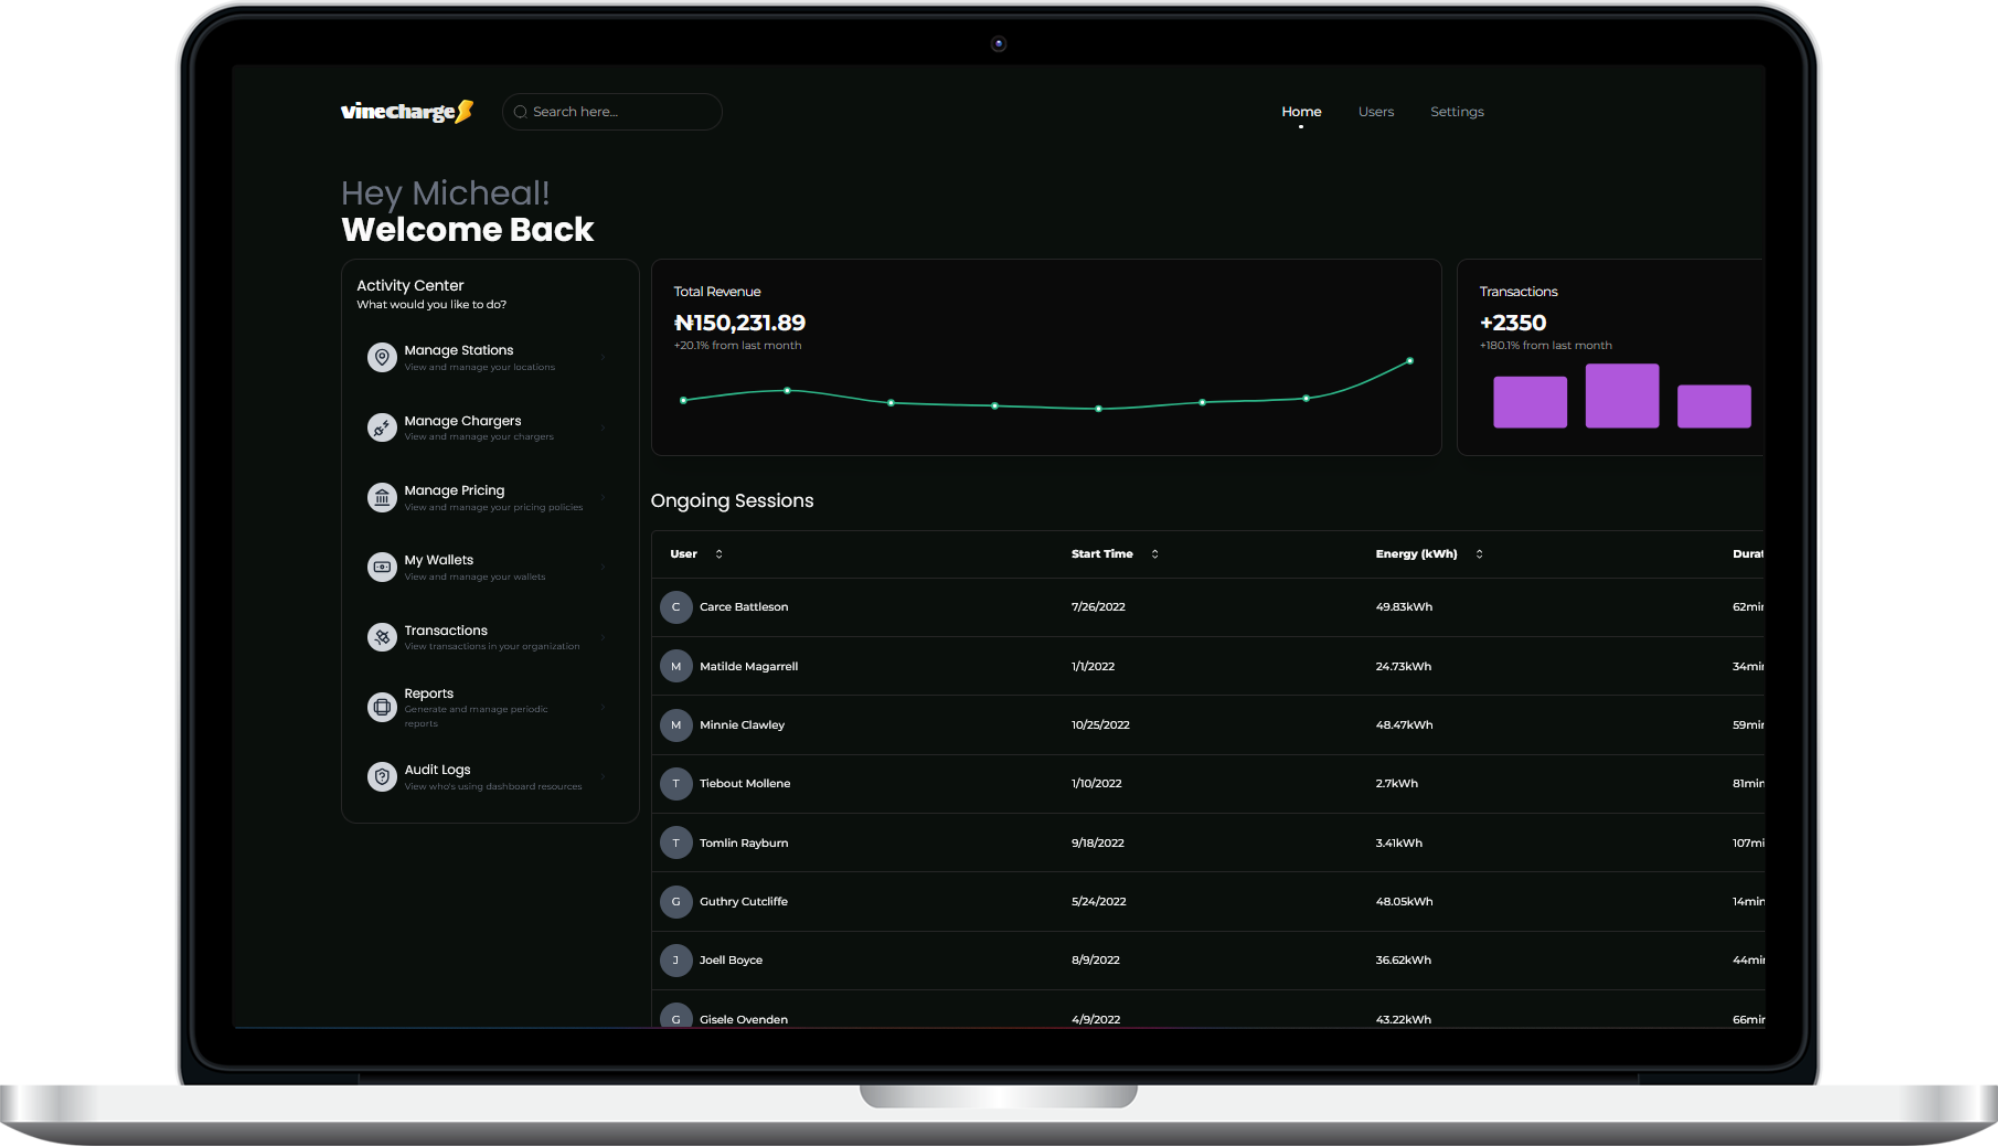 vinecharge
Search here...
Home
Users
Settings
Hey Micheal!
Welcome Back
Activity Center
What would you like to do?
Manage Stations
View and manage your locations
Manage Chargers
View and manage your chargers
Manage Pricing
View and manage your pricing policies
My Wallets
View and manage your wallets
Transactions
View transactions in your organization
Reports
Generate and manage periodic
reports
Audit Logs
View who's using dashboard resources
Total Revenue
₦150,231.89
+20.1% from last month
Transactions
+2350
+180.1% from last month
Ongoing Sessions
User Start Time Energy (kWh) Durat
C Carce Battleson 7/26/2022 49.83kWh 62min
M Matilde Magarrell 1/1/2022 24.73kWh 34min
M Minnie Clawley 10/25/2022 48.47kWh 59min
T Tiebout Mollene 1/10/2022 2.7kWh 81min
T Tomlin Rayburn 9/18/2022 3.41kWh 107mi
G Guthry Cutcliffe 5/24/2022 48.05kWh 14min
J Joell Boyce 8/9/2022 36.62kWh 44min
G Gisele Ovenden 4/9/2022 43.22kWh 66min